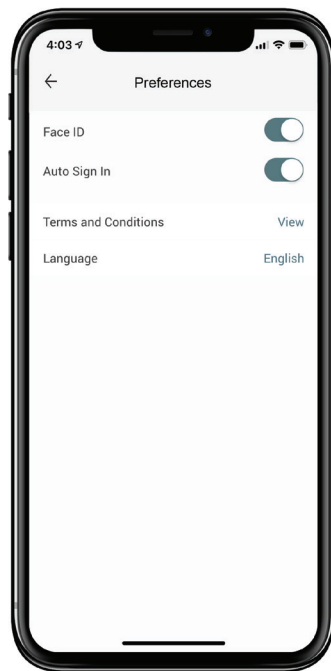 4:03
Preferences
Face ID
Auto Sign In
Terms and Conditions View
Language English